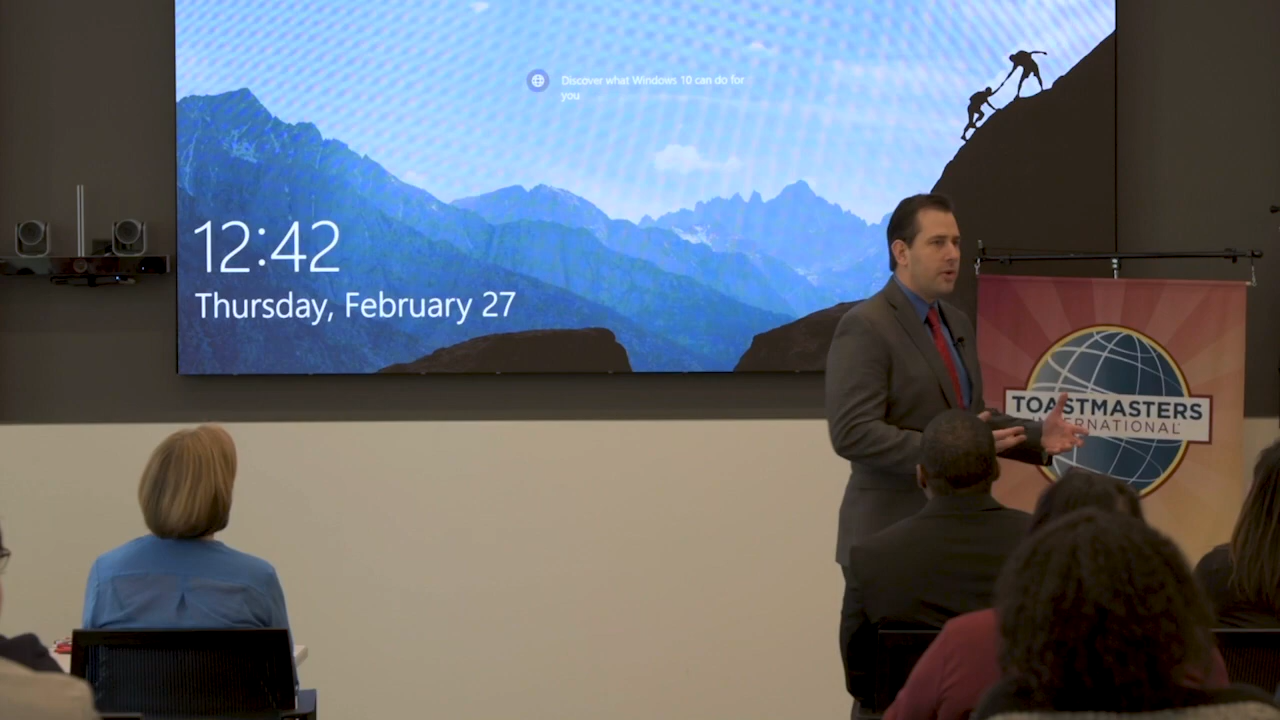 Discover what Windows 10 can do for
you
12:42
Thursday, February 27
TOASTMASTERS
INTERNATIONAL